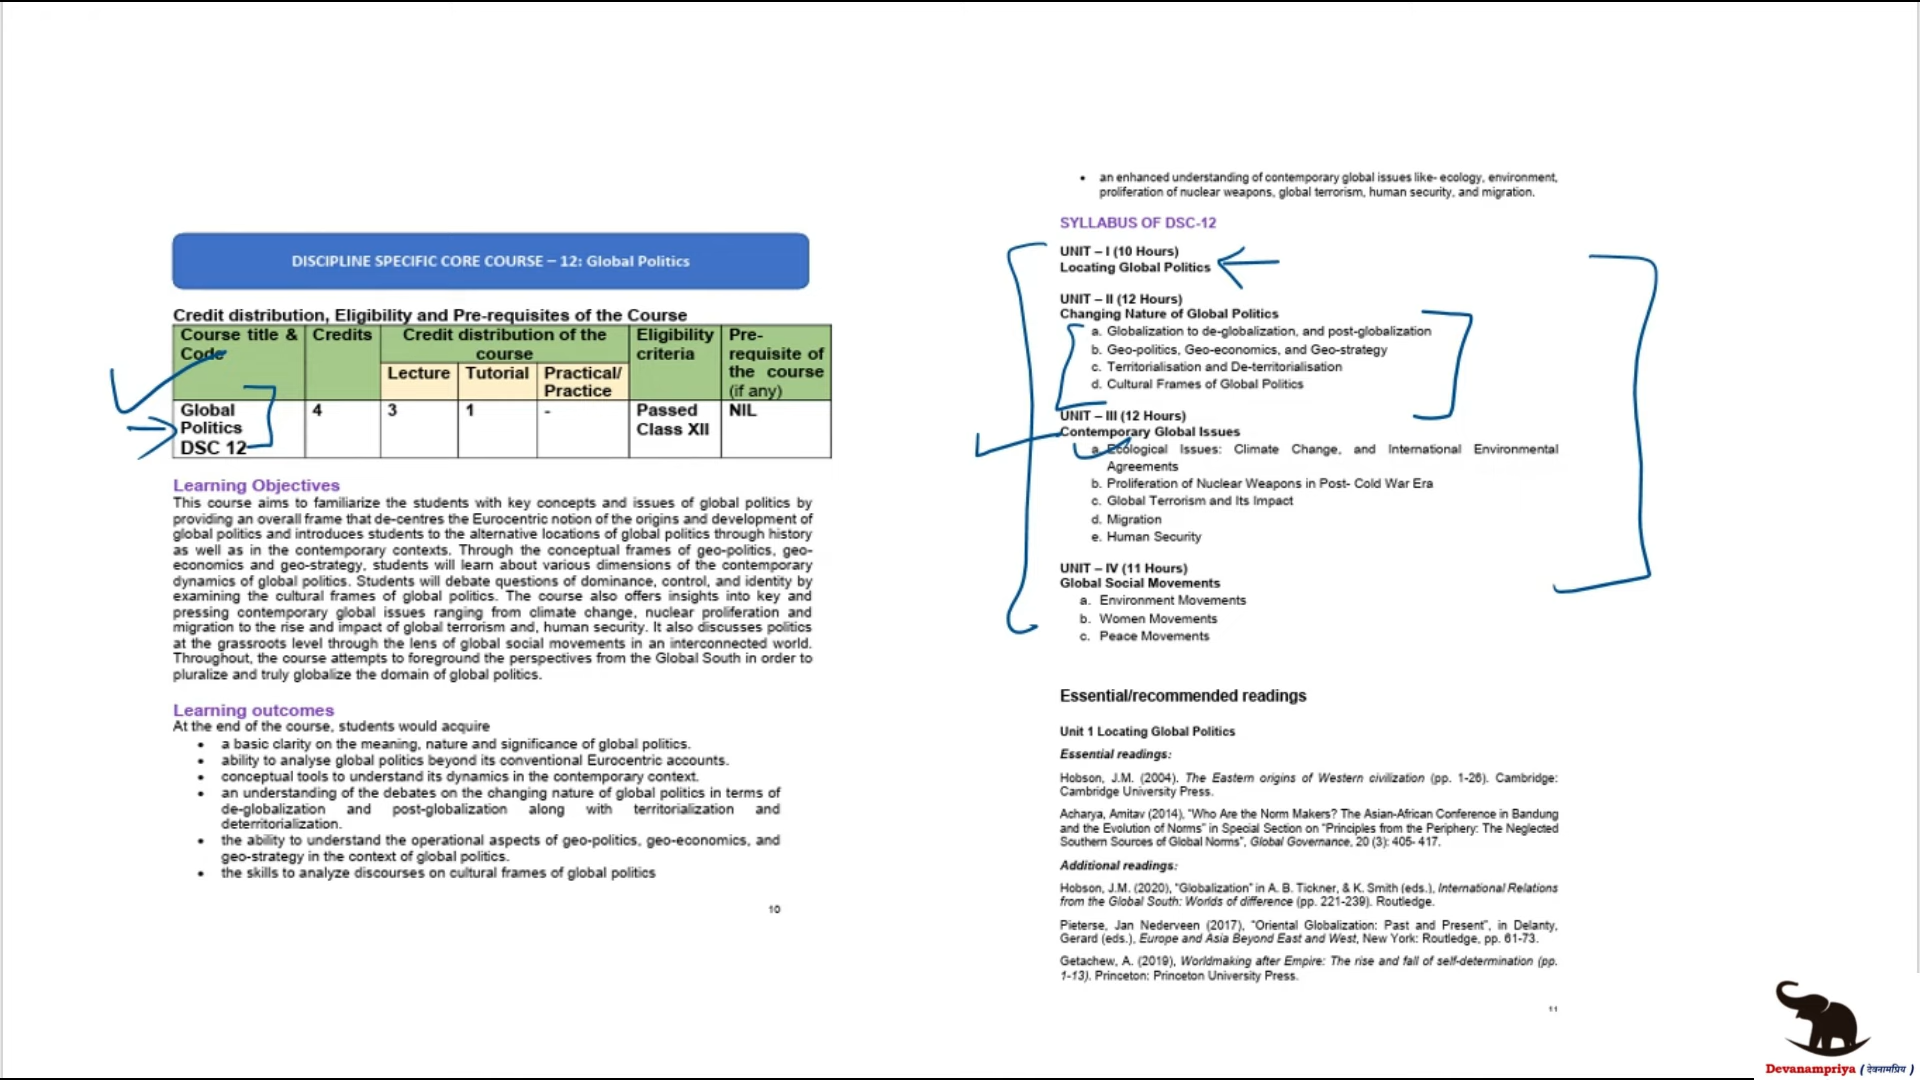 DISCIPLINE SPECIFIC CORE COURSE – 12: Global Politics
Credit distribution, Eligibility and Pre-requisites of the Course
Course title & Code
Credits
Credit distribution of the course
Eligibility criteria
Pre-requisite of the course (if any)
Lecture
Tutorial
Practical/ Practice
Global Politics DSC 12
4
3
1
-
Passed Class XII
NIL
Learning Objectives
This course aims to familiarize the students with key concepts and issues of global politics by
providing an overall frame that de-centres the Eurocentric notion of the origins and development of
global politics and introduces students to the alternative locations of global politics through history
as well as in the contemporary contexts. Through the conceptual frames of geo-politics, geo-
economics and geo-strategy, students will learn about various dimensions of the contemporary
dynamics of global politics. Students will debate questions of dominance, control, and identity by
examining the cultural frames of global politics. The course also offers insights into key and
pressing contemporary global issues ranging from climate change, nuclear proliferation and
migration to the rise and impact of global terrorism and, human security. It also discusses politics
at the grassroots level through the lens of global social movements in an interconnected world.
Throughout, the course attempts to foreground the perspectives from the Global South in order to
pluralize and truly globalize the domain of global politics.
Learning outcomes
At the end of the course, students would acquire
• a basic clarity on the meaning, nature and significance of global politics.
• ability to analyse global politics beyond its conventional Eurocentric accounts.
• conceptual tools to understand its dynamics in the contemporary context.
• an understanding of the debates on the changing nature of global politics in terms of
de-globalization and post-globalization along with territorialization and
deterritorialization.
• the ability to understand the operational aspects of geo-politics, geo-economics, and
geo-strategy in the context of global politics.
• the skills to analyze discourses on cultural frames of global politics
10
• an enhanced understanding of contemporary global issues like- ecology, environment,
proliferation of nuclear weapons, global terrorism, human security, and migration.
SYLLABUS OF DSC-12
UNIT – I (10 Hours)
Locating Global Politics
UNIT – II (12 Hours)
Changing Nature of Global Politics
a. Globalization to de-globalization, and post-globalization
b. Geo-politics, Geo-economics, and Geo-strategy
c. Territorialisation and De-territorialisation
d. Cultural Frames of Global Politics
UNIT – III (12 Hours)
Contemporary Global Issues
a. Ecological Issues: Climate Change, and International Environmental
Agreements
b. Proliferation of Nuclear Weapons in Post- Cold War Era
c. Global Terrorism and Its Impact
d. Migration
e. Human Security
UNIT – IV (11 Hours)
Global Social Movements
a. Environment Movements
b. Women Movements
c. Peace Movements
Essential/recommended readings
Unit 1 Locating Global Politics
Essential readings:
Hobson, J.M. (2004). The Eastern origins of Western civilization (pp. 1-26). Cambridge:
Cambridge University Press.
Acharya, Amitav (2014), "Who Are the Norm Makers? The Asian-African Conference in Bandung
and the Evolution of Norms" in Special Section on "Principles from the Periphery: The Neglected
Southern Sources of Global Norms", Global Governance, 20 (3): 405- 417.
Additional readings:
Hobson, J.M. (2020), "Globalization" in A. B. Tickner, & K. Smith (eds.), International Relations
from the Global South: Worlds of difference (pp. 221-239). Routledge.
Pieterse, Jan Nederveen (2017), "Oriental Globalization: Past and Present", in Delanty,
Gerard (eds.), Europe and Asia Beyond East and West, New York: Routledge, pp. 61-73.
Getachew, A. (2019), Worldmaking after Empire: The rise and fall of self-determination (pp.
1-13). Princeton: Princeton University Press.
11
Devanampriya ( देवनामप्रिय )